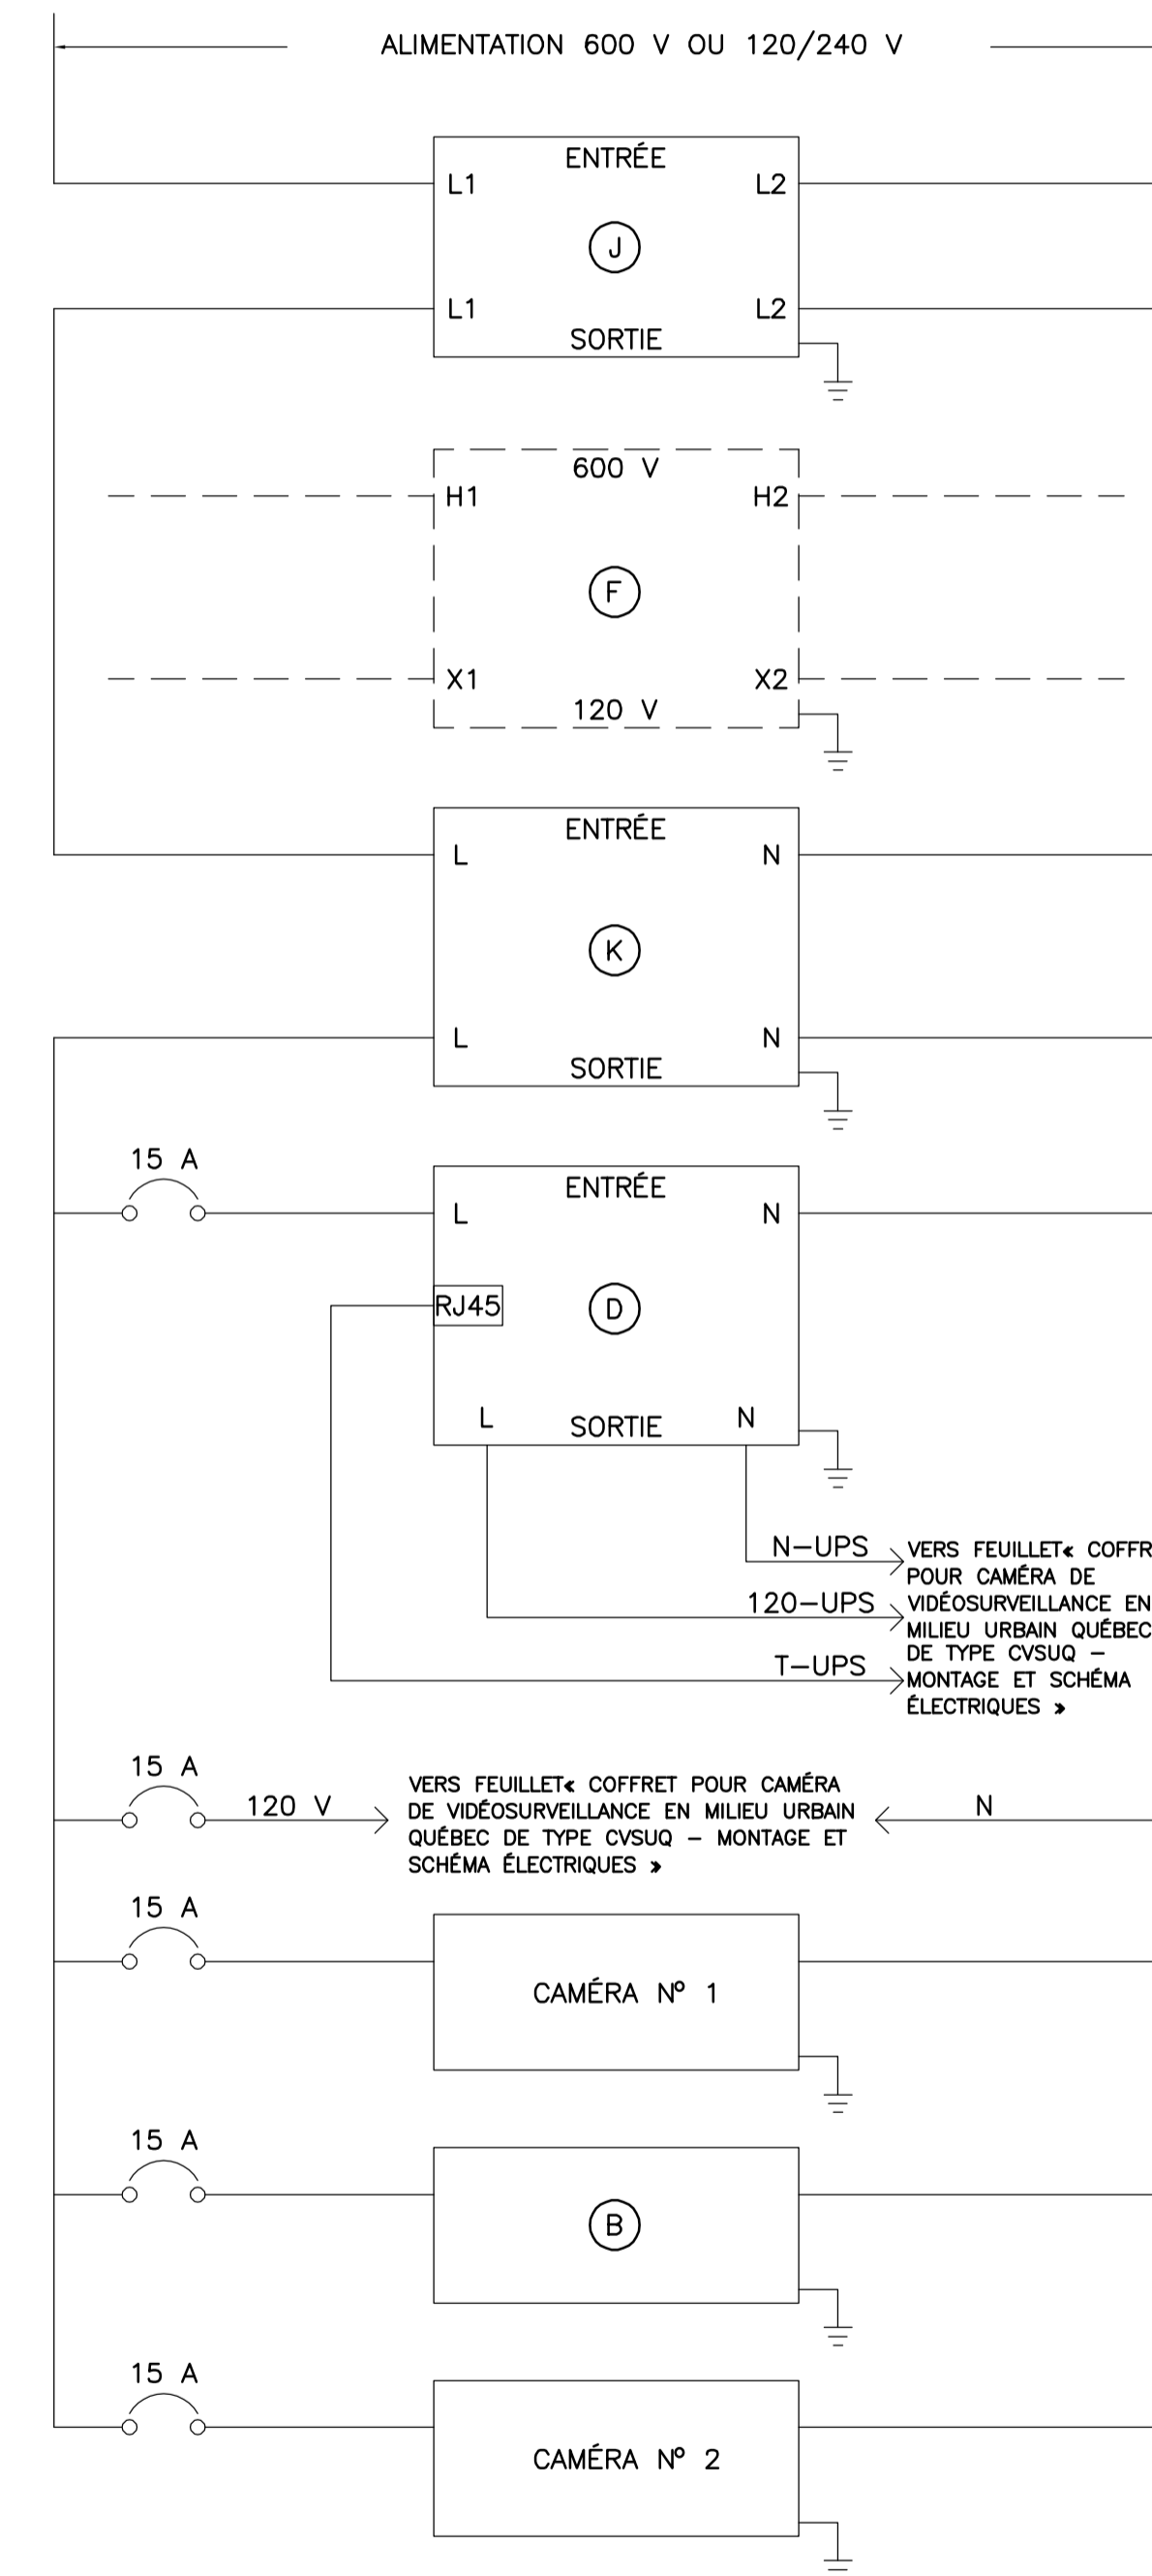 ALIMENTATION 600 V OU 120/240 V
ENTRÉE
L1 L2
J
L1 L2
SORTIE
600 V
H1 H2
F
X1 X2
120 V
ENTRÉE
L N
K
L N
SORTIE
15 A
ENTRÉE
L N
RJ45
D
L SORTIE N
N-UPS
120-UPS
T-UPS
VERS FEUILLET« COFFR
POUR CAMÉRA DE
VIDÉOSURVEILLANCE EN
MILIEU URBAIN QUÉBEC
DE TYPE CVSUQ –
MONTAGE ET SCHÉMA
ÉLECTRIQUES »
15 A
120 V
VERS FEUILLET« COFFRET POUR CAMÉRA
DE VIDÉOSURVEILLANCE EN MILIEU URBAIN
QUÉBEC DE TYPE CVSUQ – MONTAGE ET
SCHÉMA ÉLECTRIQUES »
N
15 A
CAMÉRA Nº 1
15 A
B
15 A
CAMÉRA Nº 2